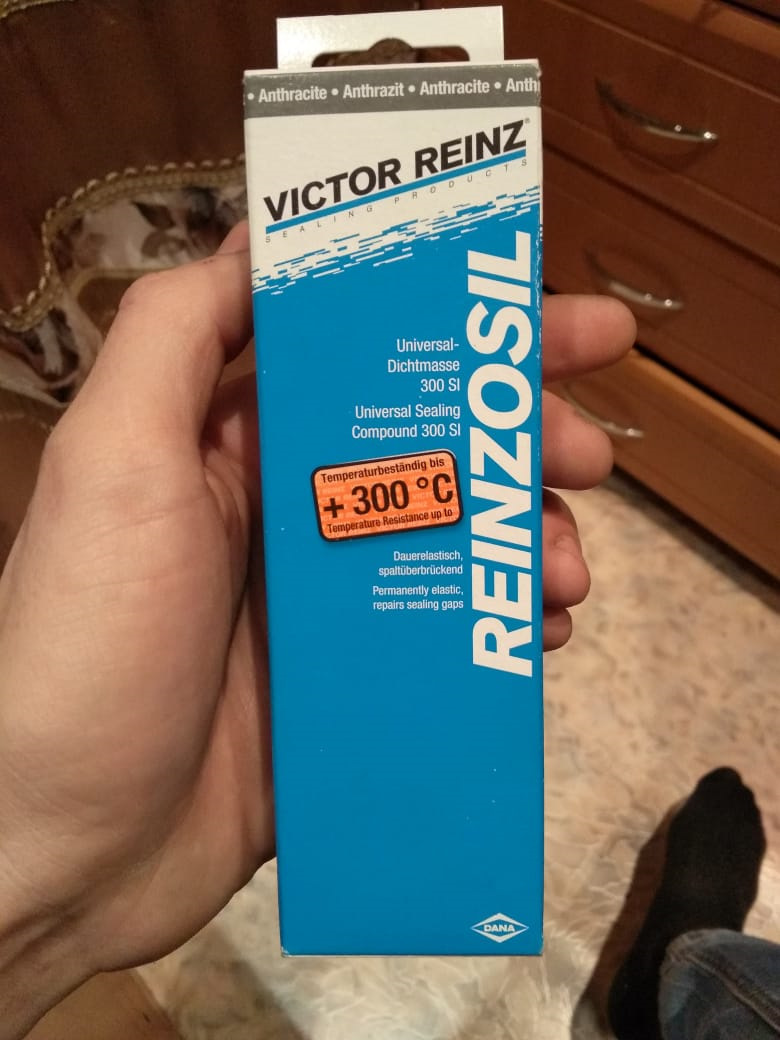 • Anthracite • Anthrazit • Anthracite • Anth
VICTOR REINZ®
SEALING PRODUCTS
REINZOSIL
Universal-
Dichtmasse
300 SI
Universal Sealing
Compound 300 SI
Temperaturbeständig bis
+ 300 °C
Temperature Resistance up to
Dauerelastisch,
spaltüberbrückend
Permanently elastic,
repairs sealing gaps
DANA